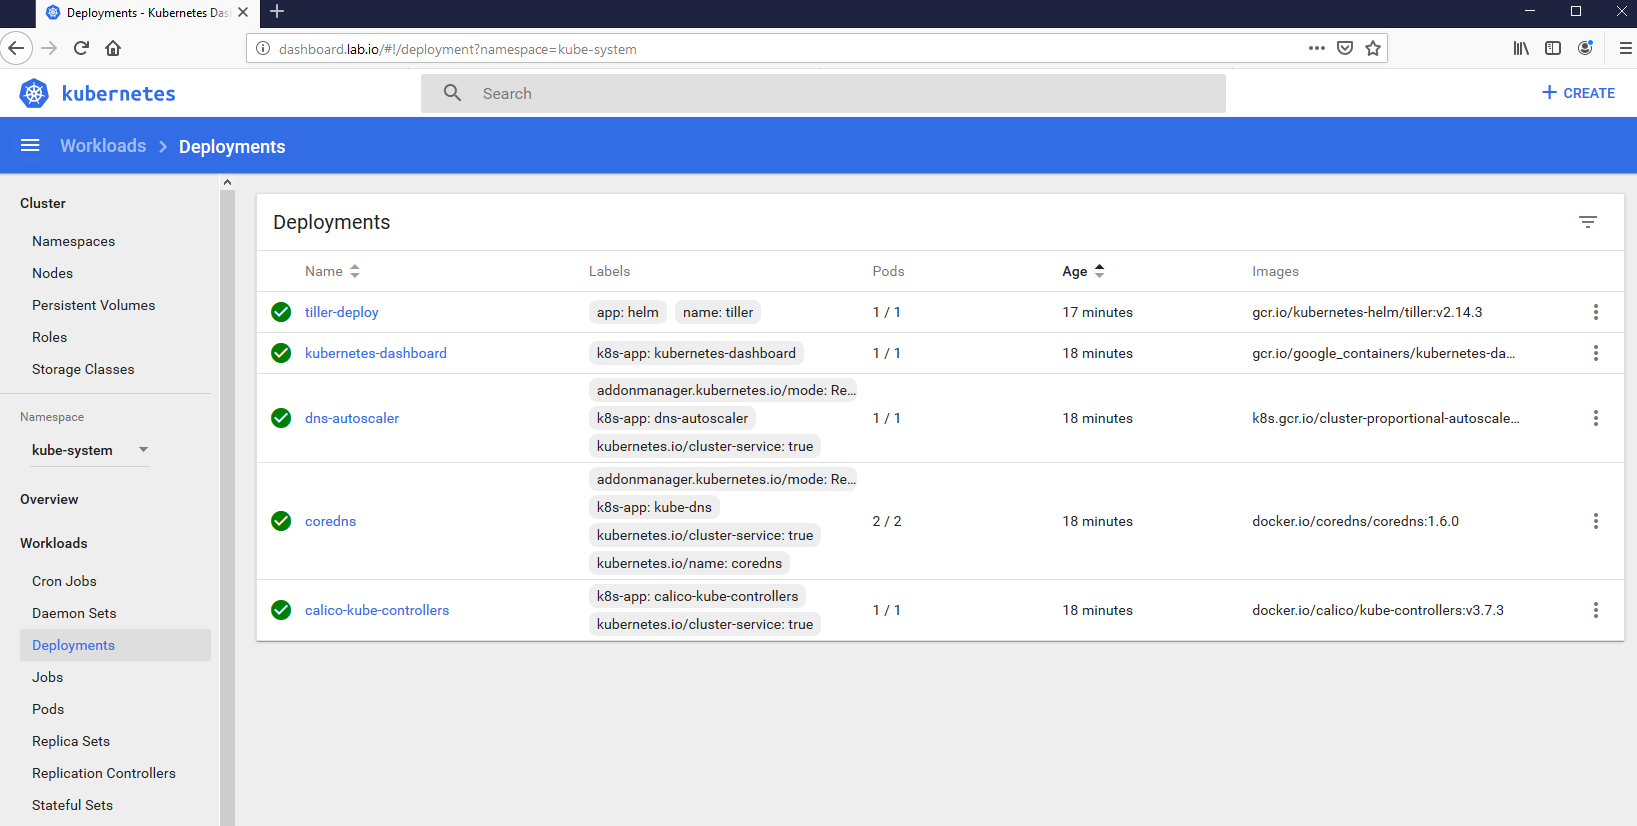 Deployments - Kubernetes Das
dashboard.lab.io/#!/deployment?namespace=kube-system
kubernetes
Search
CREATE
Workloads > Deployments
Cluster
Namespaces
Nodes
Persistent Volumes
Roles
Storage Classes
Namespace
kube-system
Overview
Workloads
Cron Jobs
Daemon Sets
Deployments
Jobs
Pods
Replica Sets
Replication Controllers
Stateful Sets
Deployments
Name Labels Pods Age Images
tiller-deploy app: helm name: tiller 1 / 1 17 minutes gcr.io/kubernetes-helm/tiller:v2.14.3
kubernetes-dashboard k8s-app: kubernetes-dashboard 1 / 1 18 minutes gcr.io/google_containers/kubernetes-da...
addonmanager.kubernetes.io/mode: Re...
dns-autoscaler k8s-app: dns-autoscaler 1 / 1 18 minutes k8s.gcr.io/cluster-proportional-autoscale...
kubernetes.io/cluster-service: true
addonmanager.kubernetes.io/mode: Re...
k8s-app: kube-dns
coredns 2 / 2 18 minutes docker.io/coredns/coredns:1.6.0
kubernetes.io/cluster-service: true
kubernetes.io/name: coredns
k8s-app: calico-kube-controllers
calico-kube-controllers 1 / 1 18 minutes docker.io/calico/kube-controllers:v3.7.3
kubernetes.io/cluster-service: true